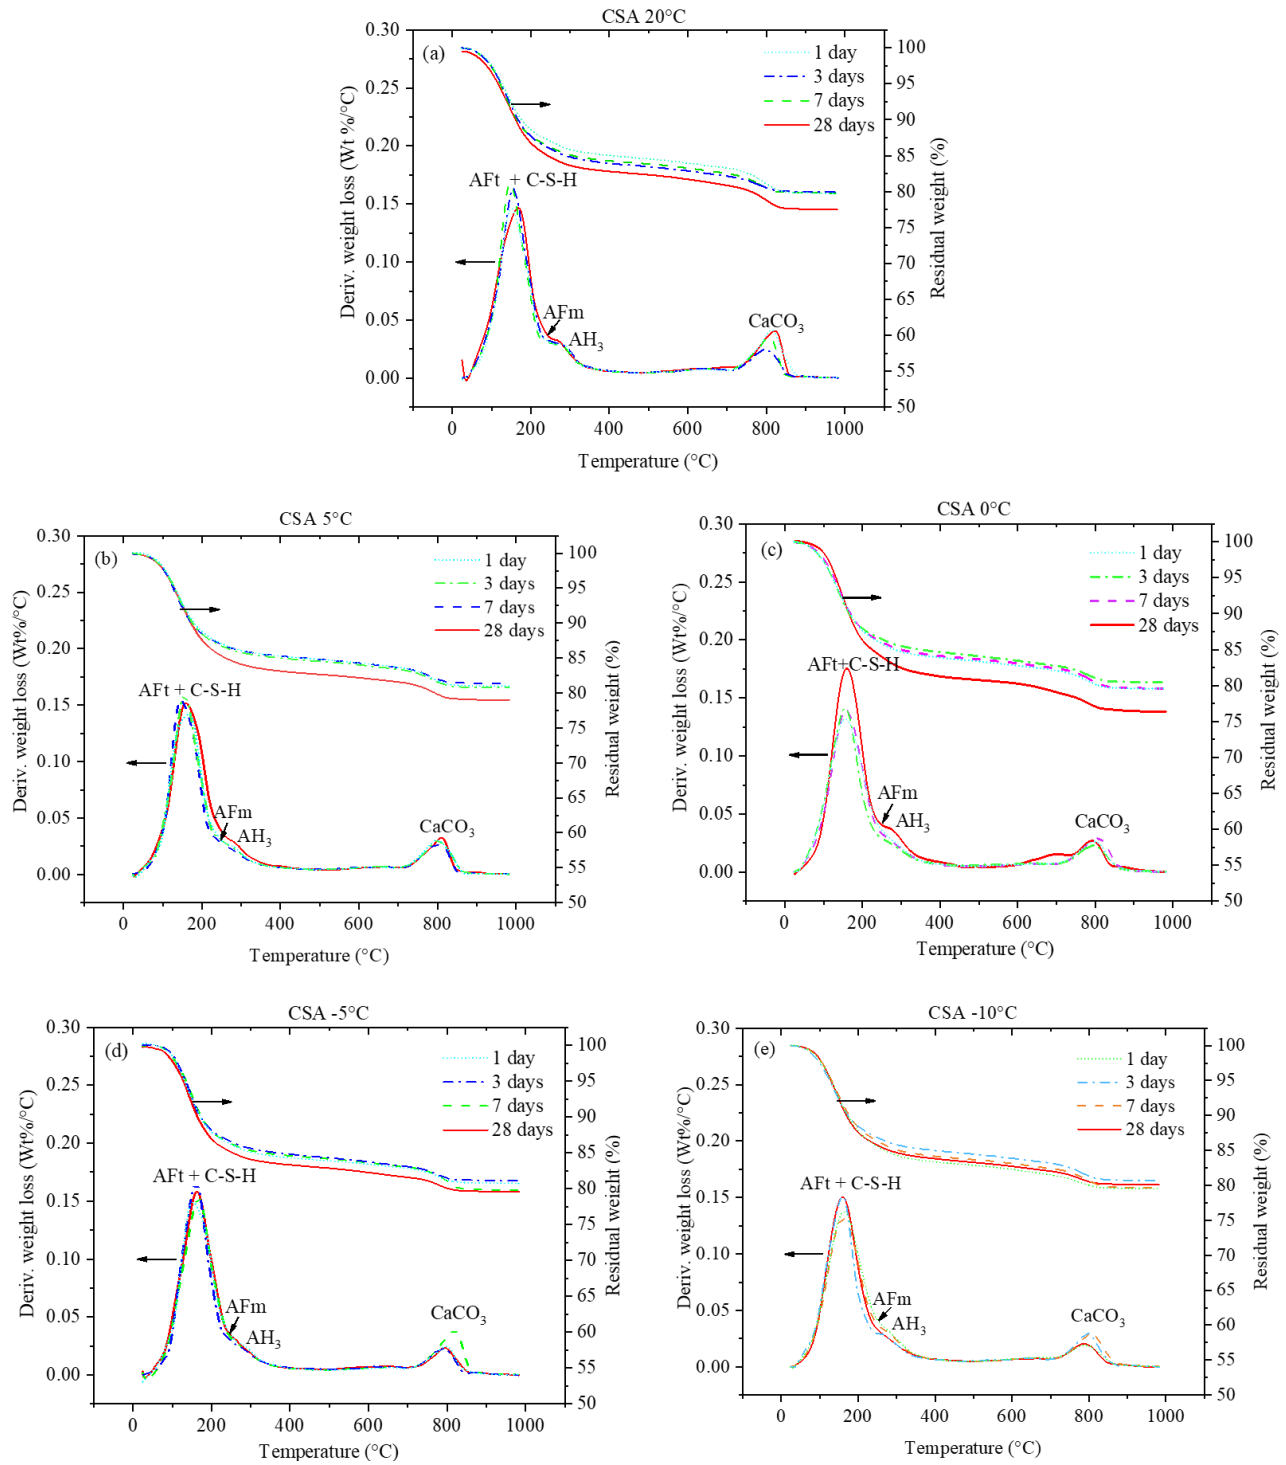 CSA 20°C
(a)
1 day
3 days
7 days
28 days
AFt + C-S-H
AFm
AH3
CaCO3
0.30
0.25
0.20
0.15
0.10
0.05
0.00
100
95
90
85
80
75
70
65
60
55
50
0 200 400 600 800 1000
Deriv. weight loss (Wt %/°C)
Residual weight (%)
Temperature (°C)
CSA 5°C
(b)
1 day
3 days
7 days
28 days
AFt + C-S-H
AFm
AH3
CaCO3
0.30
0.25
0.20
0.15
0.10
0.05
0.00
100
95
90
85
80
75
70
65
60
55
50
0 200 400 600 800 1000
Deriv. weight loss (Wt%/°C)
Residual weight (%)
Temperature (°C)
CSA 0°C
(c)
1 day
3 days
7 days
28 days
AFt+C-S-H
AFm
AH3
CaCO3
0.30
0.25
0.20
0.15
0.10
0.05
0.00
100
95
90
85
80
75
70
65
60
55
50
0 200 400 600 800 1000
Deriv. weight loss (Wt%/°C)
Residual weight (%)
Temperature (°C)
CSA -5°C
(d)
1 day
3 days
7 days
28 days
AFt + C-S-H
AFm
AH3
CaCO3
0.30
0.25
0.20
0.15
0.10
0.05
0.00
100
95
90
85
80
75
70
65
60
55
50
0 200 400 600 800 1000
Deriv. weight loss (Wt%/°C)
Residual weight (%)
Temperature (°C)
CSA -10°C
(e)
1 day
3 days
7 days
28 days
AFt + C-S-H
AFm
AH3
CaCO3
0.30
0.25
0.20
0.15
0.10
0.05
0.00
100
95
90
85
80
75
70
65
60
55
50
0 200 400 600 800 1000
Deriv. weight loss (Wt%/°C)
Residual weight (%)
Temperature (°C)